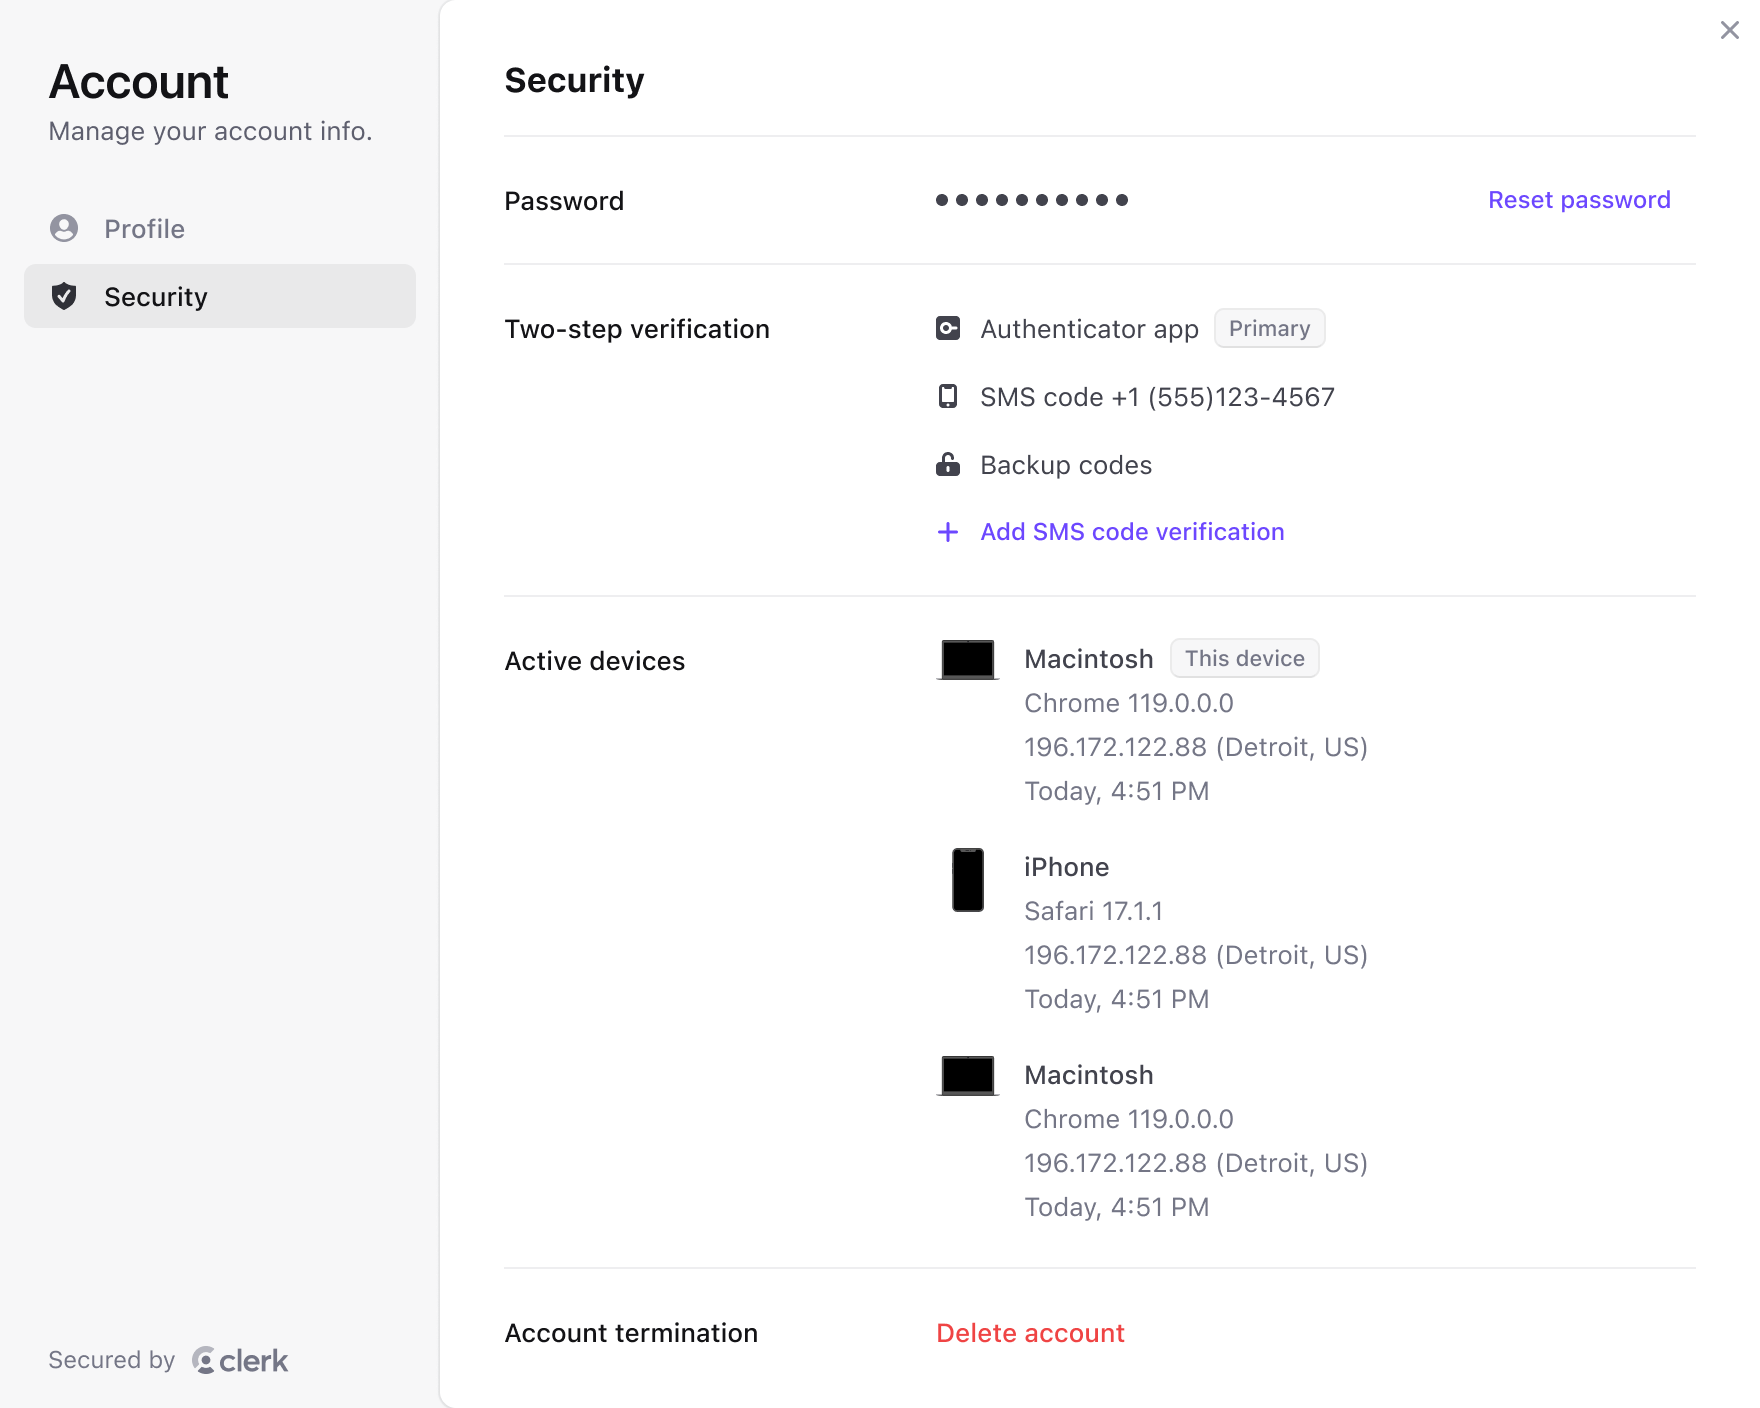 Account
Manage your account info.
Profile
Security
Secured by clerk
Security
Password
Reset password
Two-step verification
Authenticator app Primary
SMS code +1 (555)123-4567
Backup codes
Add SMS code verification
Active devices
Macintosh This device
Chrome 119.0.0.0
196.172.122.88 (Detroit, US)
Today, 4:51 PM
iPhone
Safari 17.1.1
196.172.122.88 (Detroit, US)
Today, 4:51 PM
Macintosh
Chrome 119.0.0.0
196.172.122.88 (Detroit, US)
Today, 4:51 PM
Account termination
Delete account